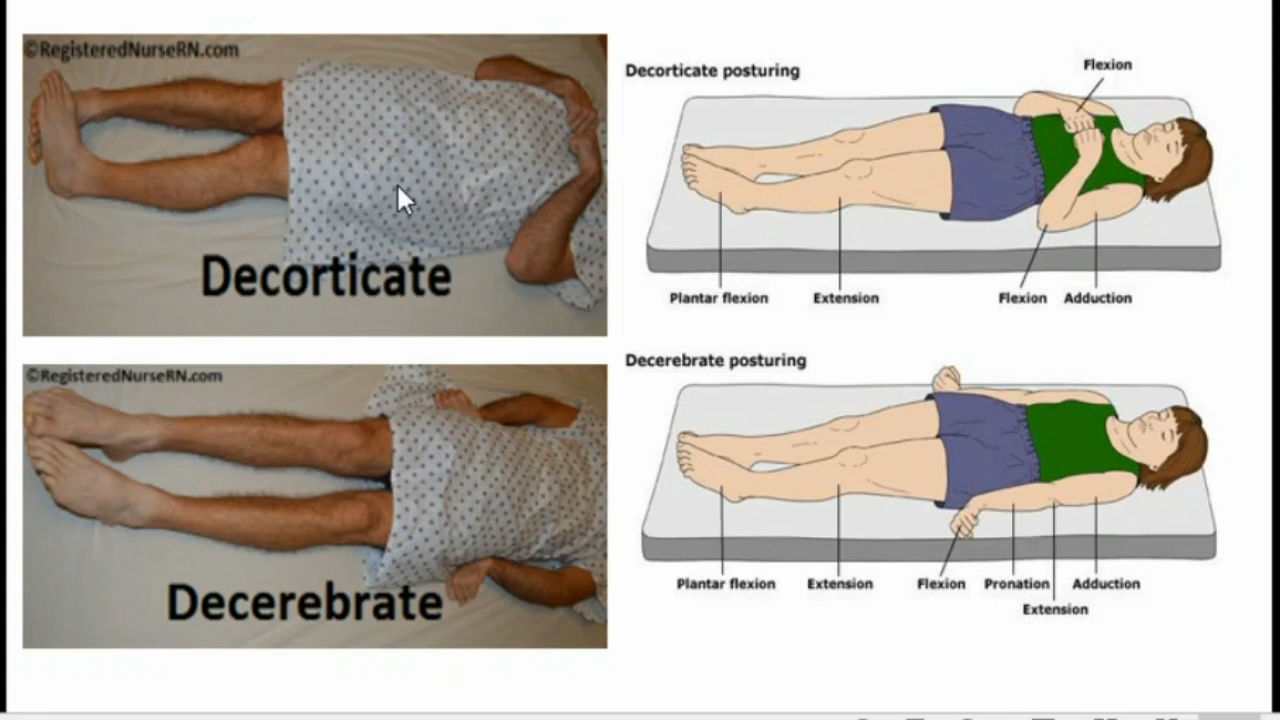 ©RegisteredNurseRN.com
Decorticate
Decorticate posturing
Flexion
Plantar flexion
Extension
Flexion
Adduction
©RegisteredNurseRN.com
Decerebrate
Decerebrate posturing
Plantar flexion
Extension
Flexion
Pronation
Adduction
Extension